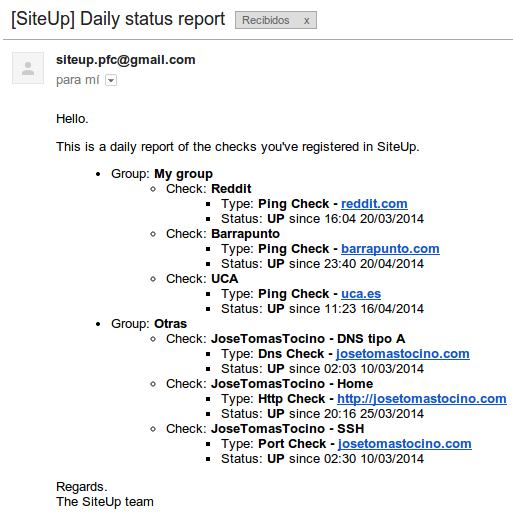 [SiteUp] Daily status report Recibidos x
siteup.pfc@gmail.com
para mí
Hello.
This is a daily report of the checks you've registered in SiteUp.
Group: My group
Check: Reddit
Type: Ping Check - reddit.com
Status: UP since 16:04 20/03/2014
Check: Barrapunto
Type: Ping Check - barrapunto.com
Status: UP since 23:40 20/04/2014
Check: UCA
Type: Ping Check - uca.es
Status: UP since 11:23 16/04/2014
Group: Otras
Check: JoseTomasTocino - DNS tipo A
Type: Dns Check - josetomastocino.com
Status: UP since 02:03 10/03/2014
Check: JoseTomasTocino - Home
Type: Http Check - http://josetomastocino.com
Status: UP since 20:16 25/03/2014
Check: JoseTomasTocino - SSH
Type: Port Check - josetomastocino.com
Status: UP since 02:30 10/03/2014
Regards.
The SiteUp team